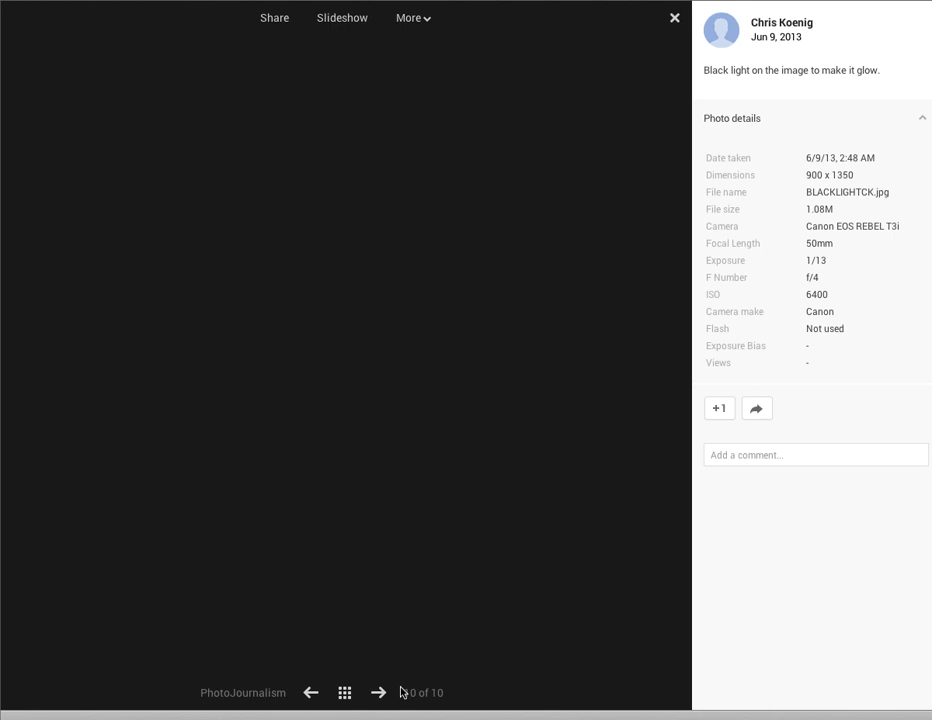 Share Slideshow More
Chris Koenig
Jun 9, 2013
Black light on the image to make it glow.
Photo details
Date taken 6/9/13, 2:48 AM
Dimensions 900 x 1350
File name BLACKLIGHTCK.jpg
File size 1.08M
Camera Canon EOS REBEL T3i
Focal Length 50mm
Exposure 1/13
F Number f/4
ISO 6400
Camera make Canon
Flash Not used
Exposure Bias -
Views -
+1
Add a comment...
PhotoJournalism of 10